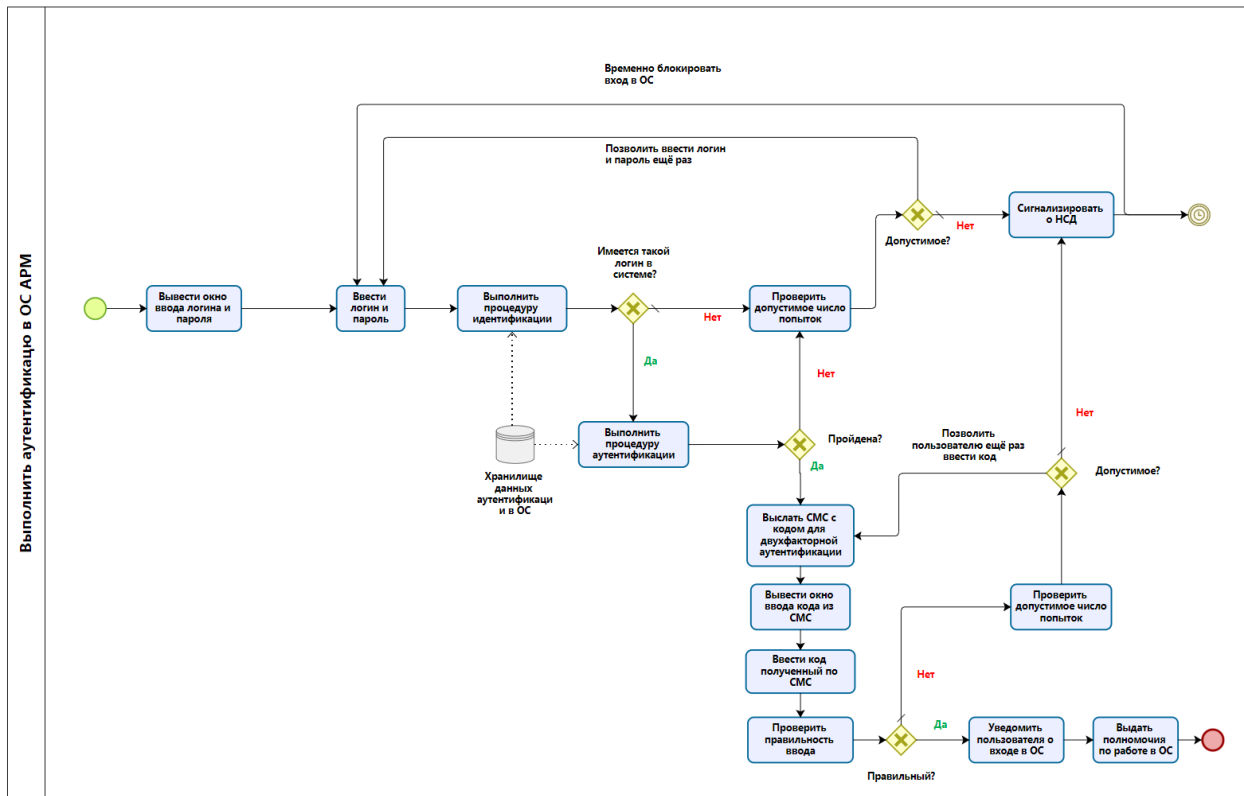 Выполнить аутентификацю в ОС АРМ
Временно блокировать
вход в ОС
Позволить ввести логин
и пароль ещё раз
Сигнализировать
о НСД
Нет
Допустимое?
Имеется такой
логин в
системе?
Вывести окно
ввода логина и
пароля
Ввести
логин и
пароль
Выполнить
процедуру
идентификации
Нет
Проверить
допустимое число
попыток
Да
Нет
Выполнить
процедуру
аутентификации
Пройдена?
Да
Позволить
пользователю ещё раз
ввести код
Нет
Допустимое?
Хранилище
данных
аутентификаци
и в ОС
Выслать СМС с
кодом для
двухфакторной
аутентификации
Вывести окно
ввода кода из
СМС
Проверить
допустимое число
попыток
Ввести код
полученный по
СМС
Нет
Проверить
правильность
ввода
Да
Правильный?
Уведомить
пользователя о
входе в ОС
Выдать
полномочия
по работе в ОС